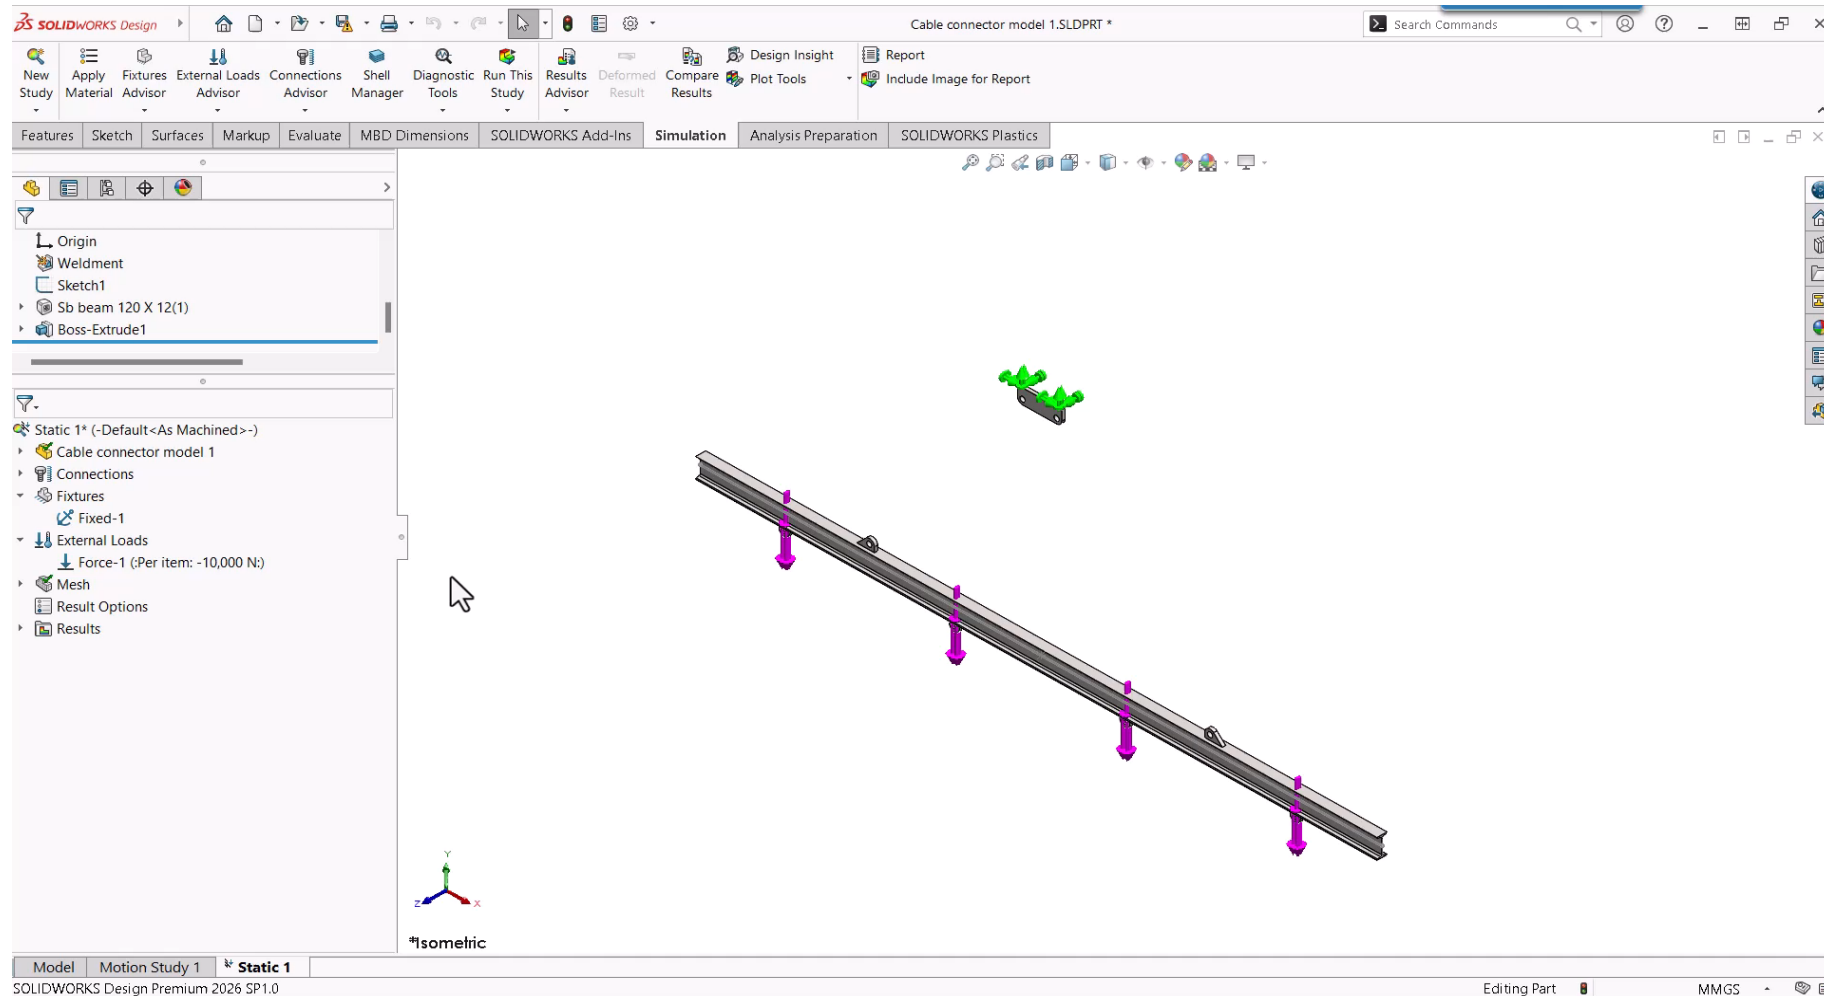 SOLIDWORKS Design
Cable connector model 1.SLDPRT *
Search Commands
New Study
Apply Material
Fixtures Advisor
External Loads Advisor
Connections Advisor
Shell Manager
Diagnostic Tools
Run This Study
Results Advisor
Deformed Result
Compare Results
Design Insight
Plot Tools
Report
Include Image for Report
Features
Sketch
Surfaces
Markup
Evaluate
MBD Dimensions
SOLIDWORKS Add-Ins
Simulation
Analysis Preparation
SOLIDWORKS Plastics
Origin
Weldment
Sketch1
Sb beam 120 X 12(1)
Boss-Extrude1
Static 1* (-Default<As Machined>-)
Cable connector model 1
Connections
Fixtures
Fixed-1
External Loads
Force-1 (:Per item: -10,000 N:)
Mesh
Result Options
Results
Y
Z
X
*Isometric
Model
Motion Study 1
Static 1
SOLIDWORKS Design Premium 2026 SP1.0
Editing Part
MMGS